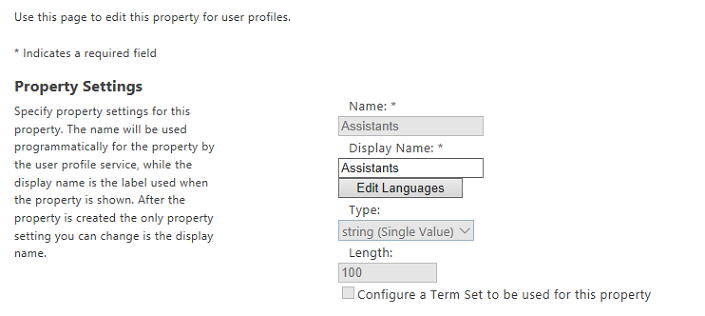 Use this page to edit this property for user profiles.
* Indicates a required field
Property Settings
Specify property settings for this
property. The name will be used
programmatically for the property by
the user profile service, while the
display name is the label used when
the property is shown. After the
property is created the only property
setting you can change is the display
name.
Name: *
Assistants
Display Name: *
Assistants
Edit Languages
Type:
string (Single Value)
Length:
100
Configure a Term Set to be used for this property